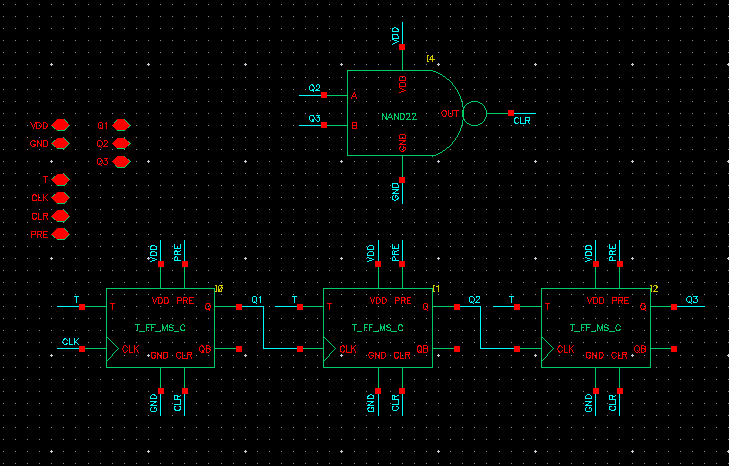 VDD
I4
VDD
Q2
A
NAND22
OUT
CLR
Q3
B
GND
GND
VDD
Q1
GND
Q2
Q3
T
CLK
CLR
PRE
VDD
PRE
I0
T
T
VDD PRE
Q
Q1
T_FF_MS_C
CLK
CLK
GND CLR
QB
GND
CLR
VDD
PRE
I1
T
T
VDD PRE
Q
Q2
T_FF_MS_C
CLK
GND CLR
QB
GND
CLR
VDD
PRE
I2
T
T
VDD PRE
Q
Q3
T_FF_MS_C
CLK
GND CLR
QB
GND
CLR